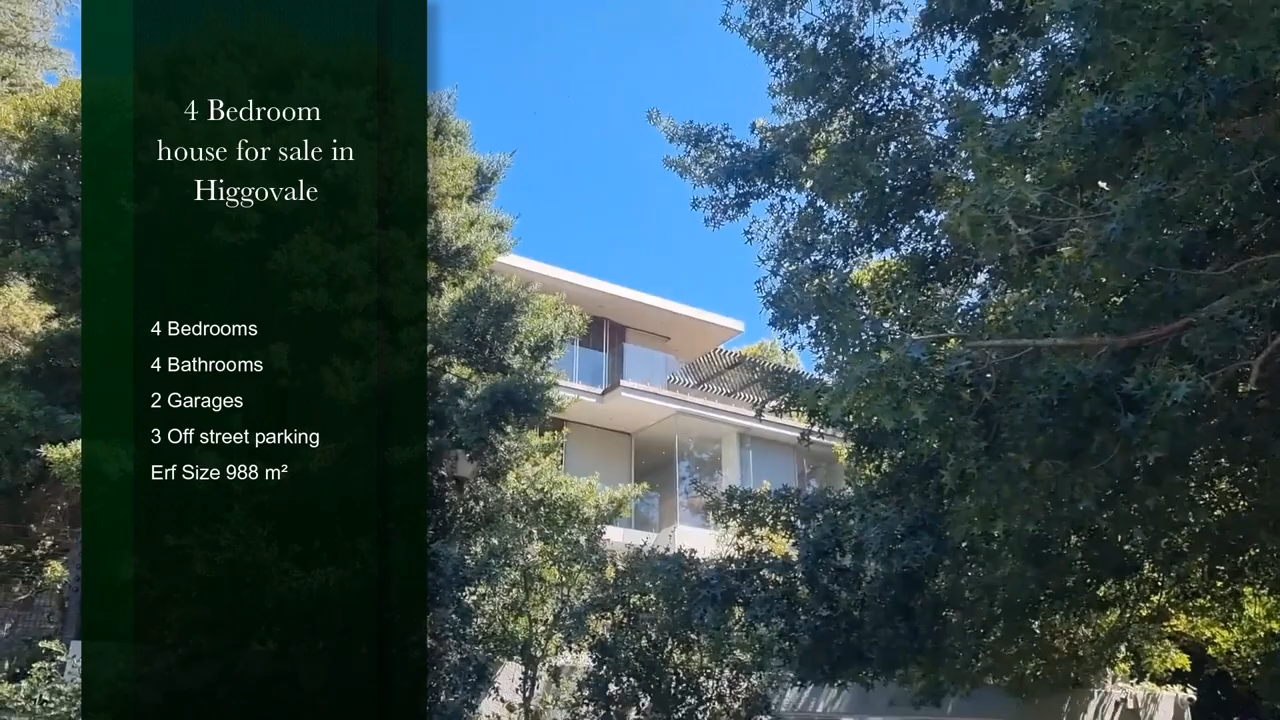 4 Bedroom
house for sale in
Higgovale
4 Bedrooms
4 Bathrooms
2 Garages
3 Off street parking
Erf Size 988 m²